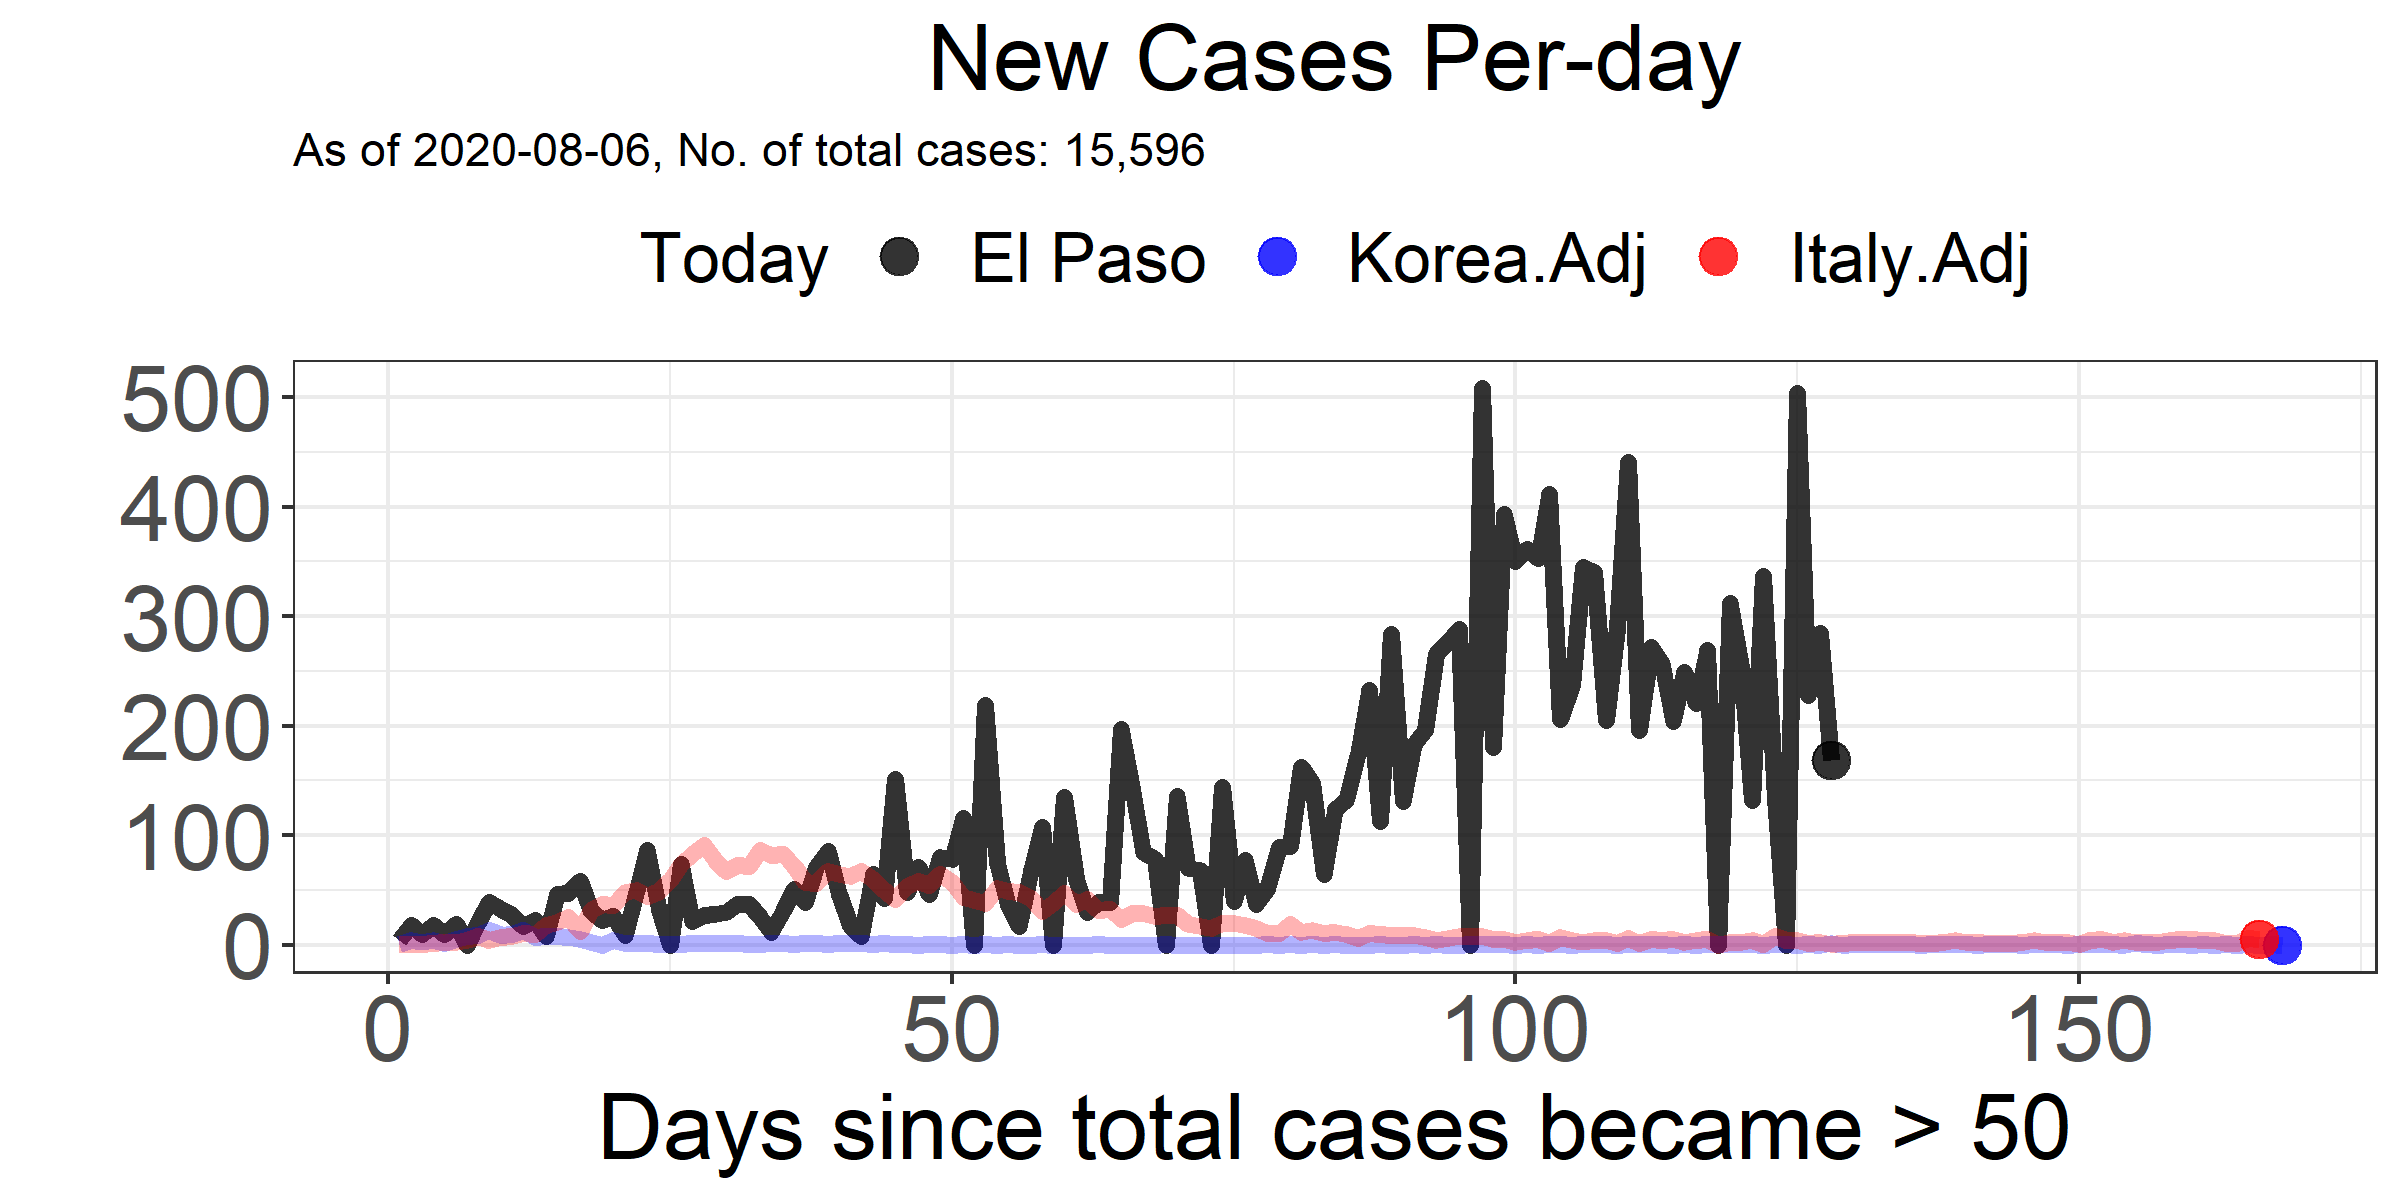 New Cases Per-day
As of 2020-08-06, No. of total cases: 15,596
Today El Paso Korea.Adj Italy.Adj
500
400
300
200
100
0
0 50 100 150
Days since total cases became > 50